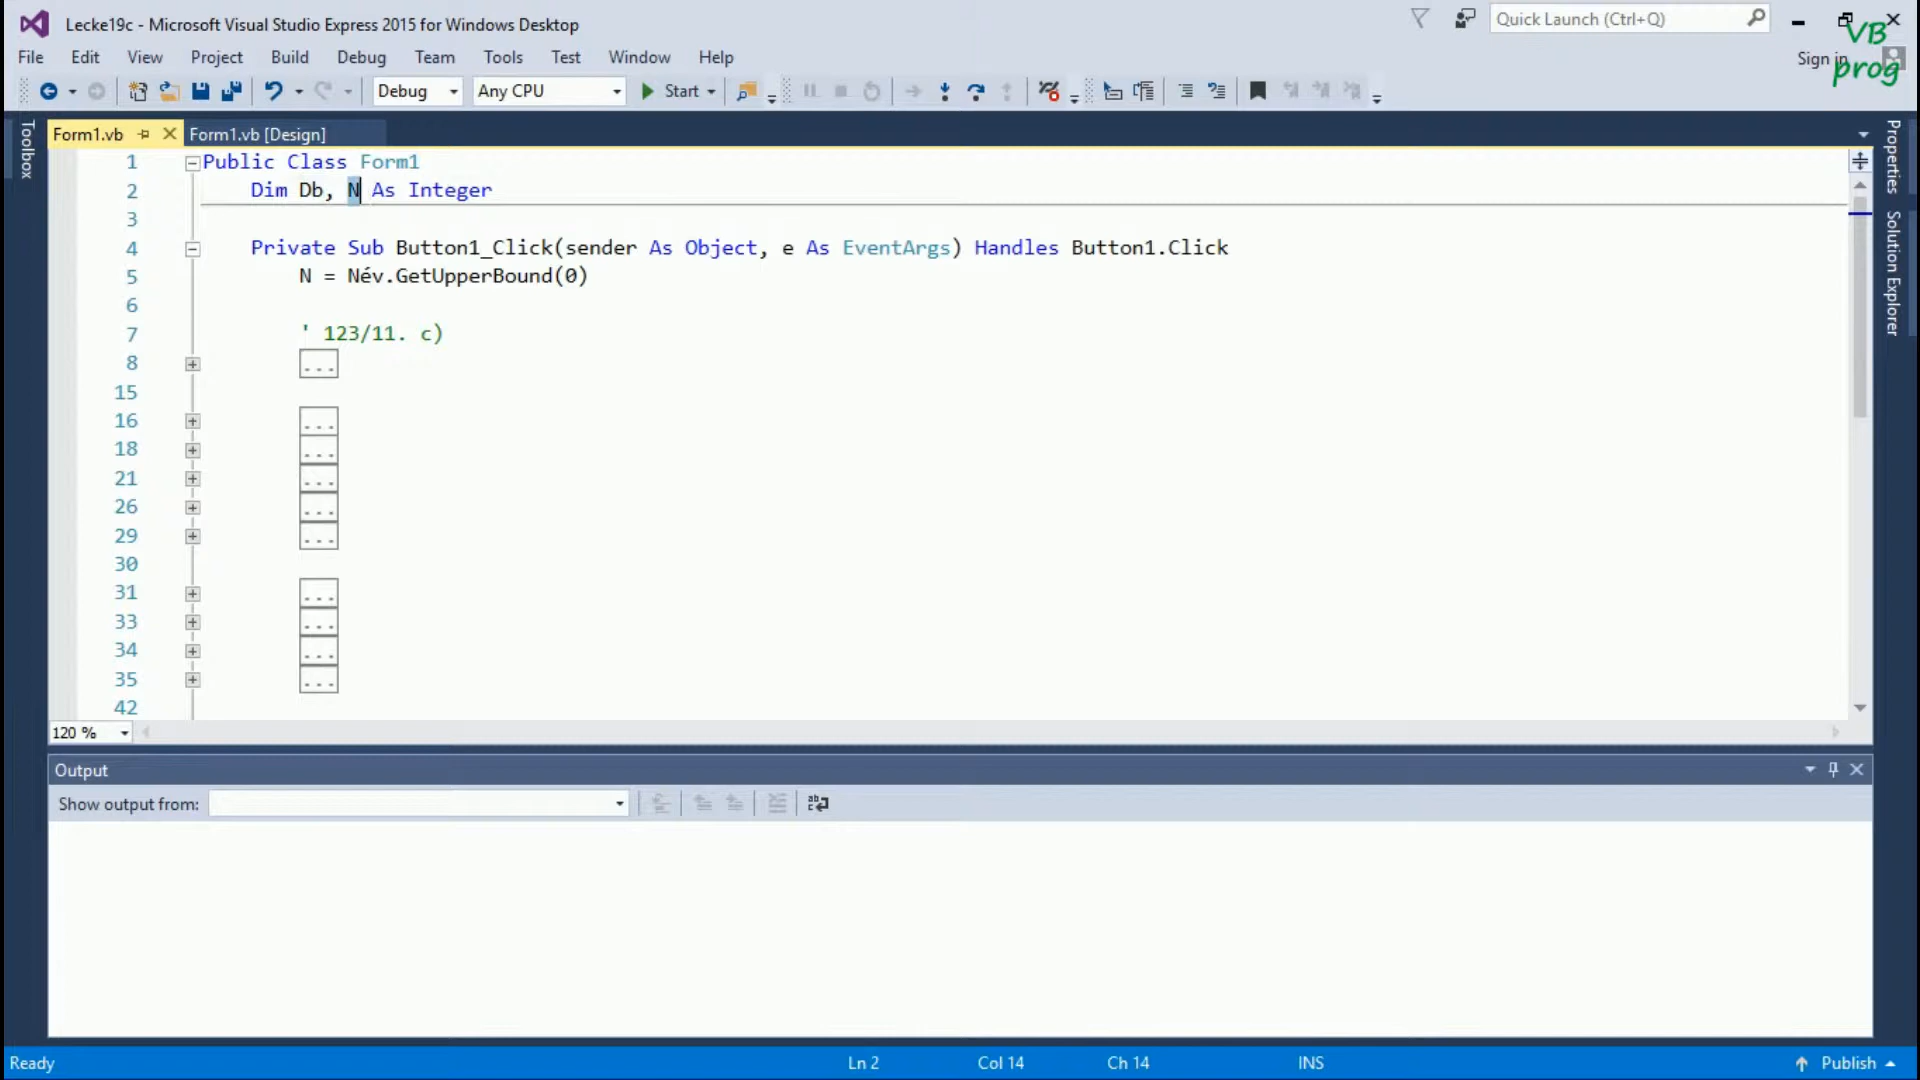 Lecke19c - Microsoft Visual Studio Express 2015 for Windows Desktop
Quick Launch (Ctrl+Q)
VB
prog
File Edit View Project Build Debug Team Tools Test Window Help
Sign in
Debug Any CPU Start
Toolbox
Form1.vb Form1.vb [Design]
Properties
Solution Explorer
1 Public Class Form1
2 Dim Db, N As Integer
3
4 Private Sub Button1_Click(sender As Object, e As EventArgs) Handles Button1.Click
5 N = Név.GetUpperBound(0)
6
7 ' 123/11. c)
8 ...
15
16 ...
18 ...
21 ...
26 ...
29 ...
30
31 ...
33 ...
34 ...
35 ...
42
120 %
Output
Show output from:
Ready Ln 2 Col 14 Ch 14 INS Publish